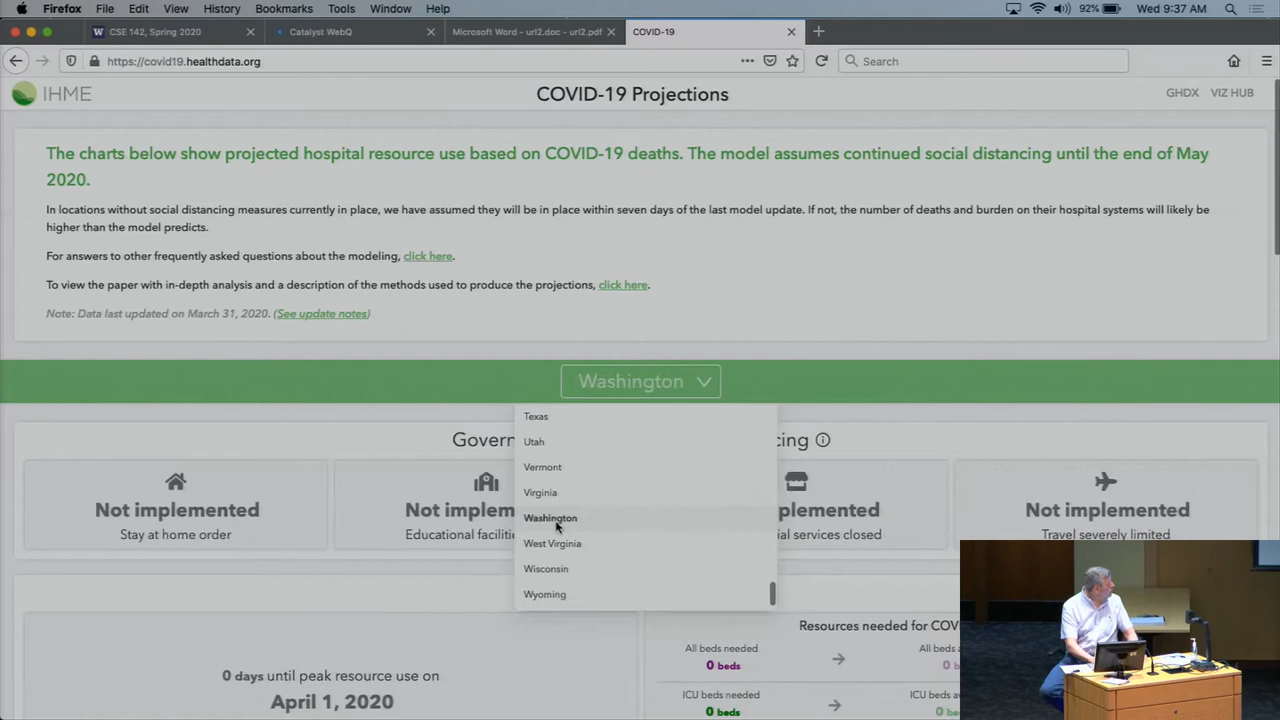 Firefox File Edit View History Bookmarks Tools Window Help 92% Wed 9:37 AM
CSE 142, Spring 2020 Catalyst WebQ Microsoft Word - url2.doc - url2.pdf COVID-19
https://covid19.healthdata.org Search
IHME COVID-19 Projections GHDX VIZ HUB
The charts below show projected hospital resource use based on COVID-19 deaths. The model assumes continued social distancing until the end of May
2020.
In locations without social distancing measures currently in place, we have assumed they will be in place within seven days of the last model update. If not, the number of deaths and burden on their hospital systems will likely be
higher than the model predicts.
For answers to other frequently asked questions about the modeling, click here.
To view the paper with in-depth analysis and a description of the methods used to produce the projections, click here.
Note: Data last updated on March 31, 2020. (See update notes)
Washington
Texas
Utah
Vermont
Virginia
Washington
West Virginia
Wisconsin
Wyoming
Not implemented
Stay at home order
Not
Educational facilities
services closed
Not implemented
Travel severely limited
0 days until peak resource use on
April 1, 2020
Resources needed for
All beds needed
0 beds
All beds
ICU beds needed
0 beds
ICU beds